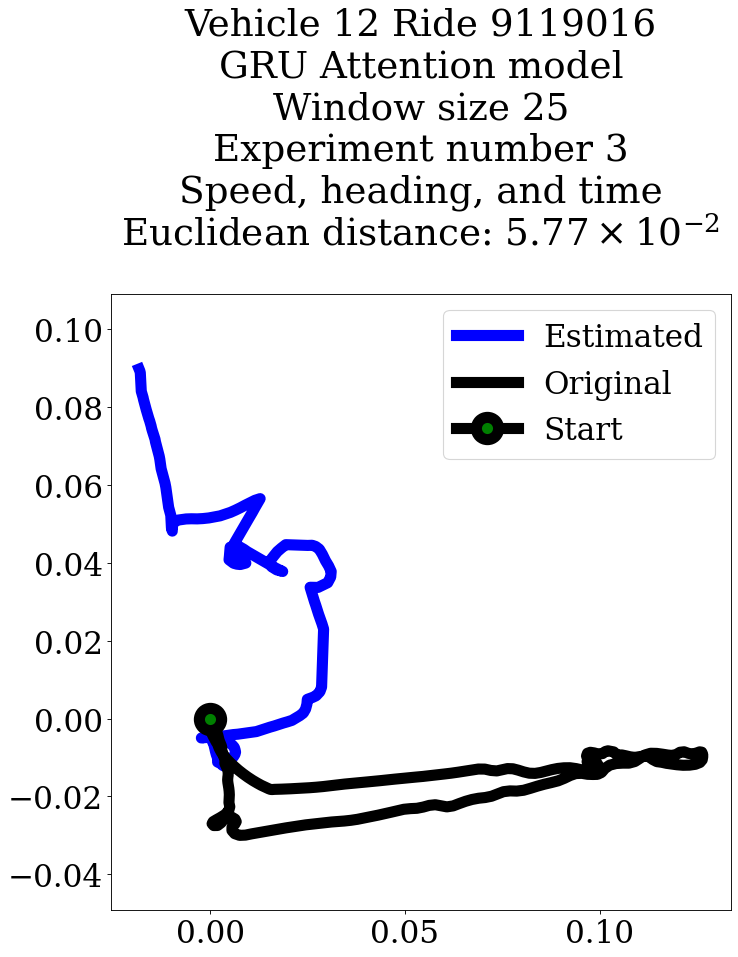 Vehicle 12 Ride 9119016
GRU Attention model
Window size 25
Experiment number 3
Speed, heading, and time
Euclidean distance: 5.77 × 10⁻²
Estimated
Original
Start
0.10
0.08
0.06
0.04
0.02
0.00
−0.02
−0.04
0.00 0.05 0.10